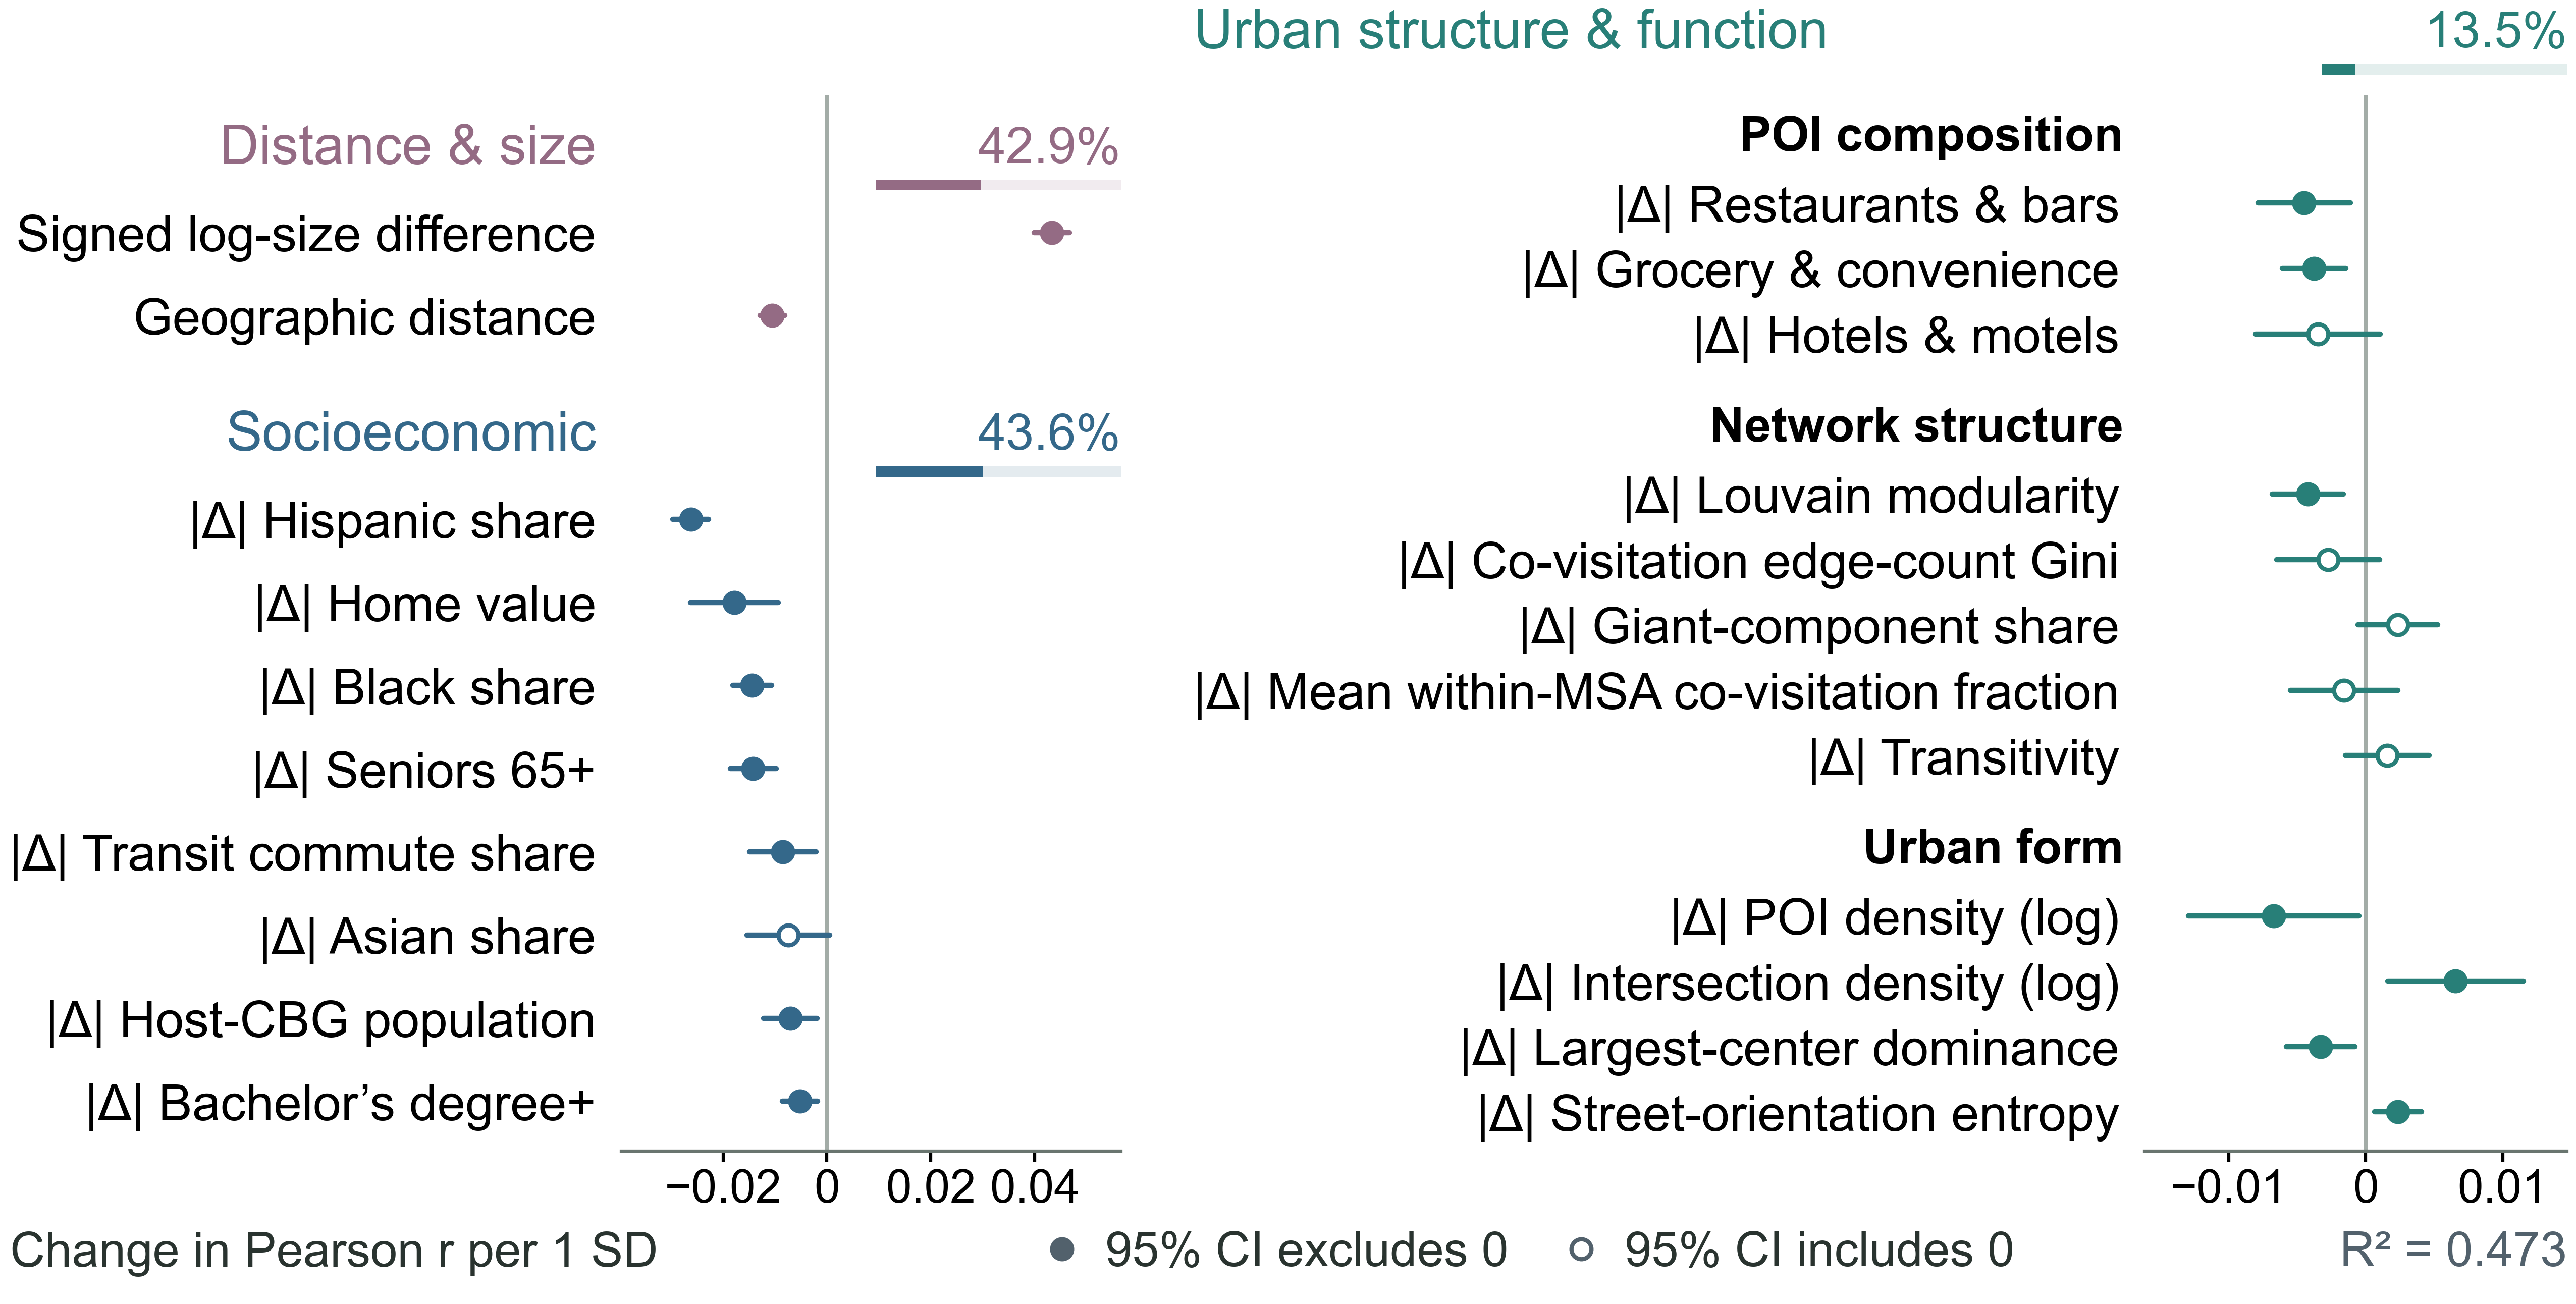 Distance & size
42.9%
Signed log-size difference
Geographic distance
Socioeconomic
43.6%
|Δ| Hispanic share
|Δ| Home value
|Δ| Black share
|Δ| Seniors 65+
|Δ| Transit commute share
|Δ| Asian share
|Δ| Host-CBG population
|Δ| Bachelor’s degree+
−0.02 0 0.02 0.04
Urban structure & function
13.5%
POI composition
|Δ| Restaurants & bars
|Δ| Grocery & convenience
|Δ| Hotels & motels
Network structure
|Δ| Louvain modularity
|Δ| Co-visitation edge-count Gini
|Δ| Giant-component share
|Δ| Mean within-MSA co-visitation fraction
|Δ| Transitivity
Urban form
|Δ| POI density (log)
|Δ| Intersection density (log)
|Δ| Largest-center dominance
|Δ| Street-orientation entropy
−0.01 0 0.01
Change in Pearson r per 1 SD
95% CI excludes 0
95% CI includes 0
R² = 0.473